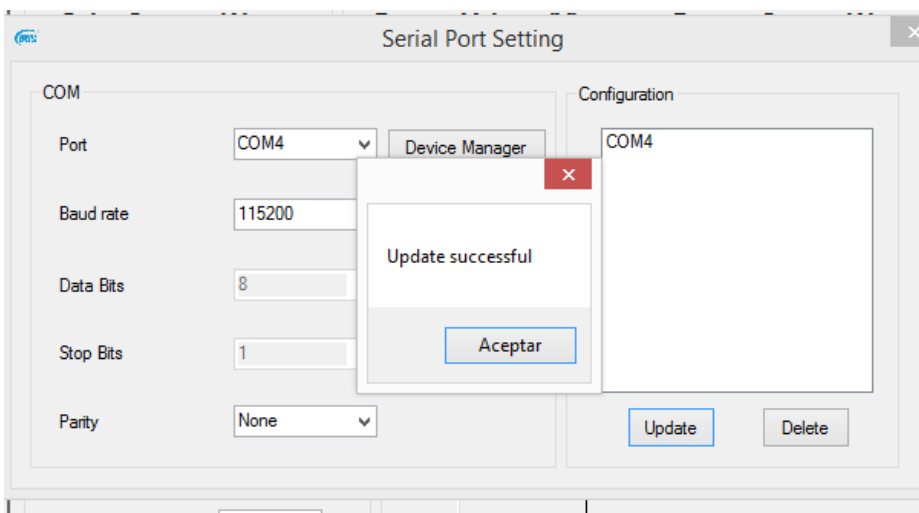 Serial Port Setting
COM
Port
COM4
Device Manager
Baud rate
115200
Data Bits
8
Stop Bits
1
Parity
None
Configuration
COM4
Update
Delete
Update successful
Aceptar